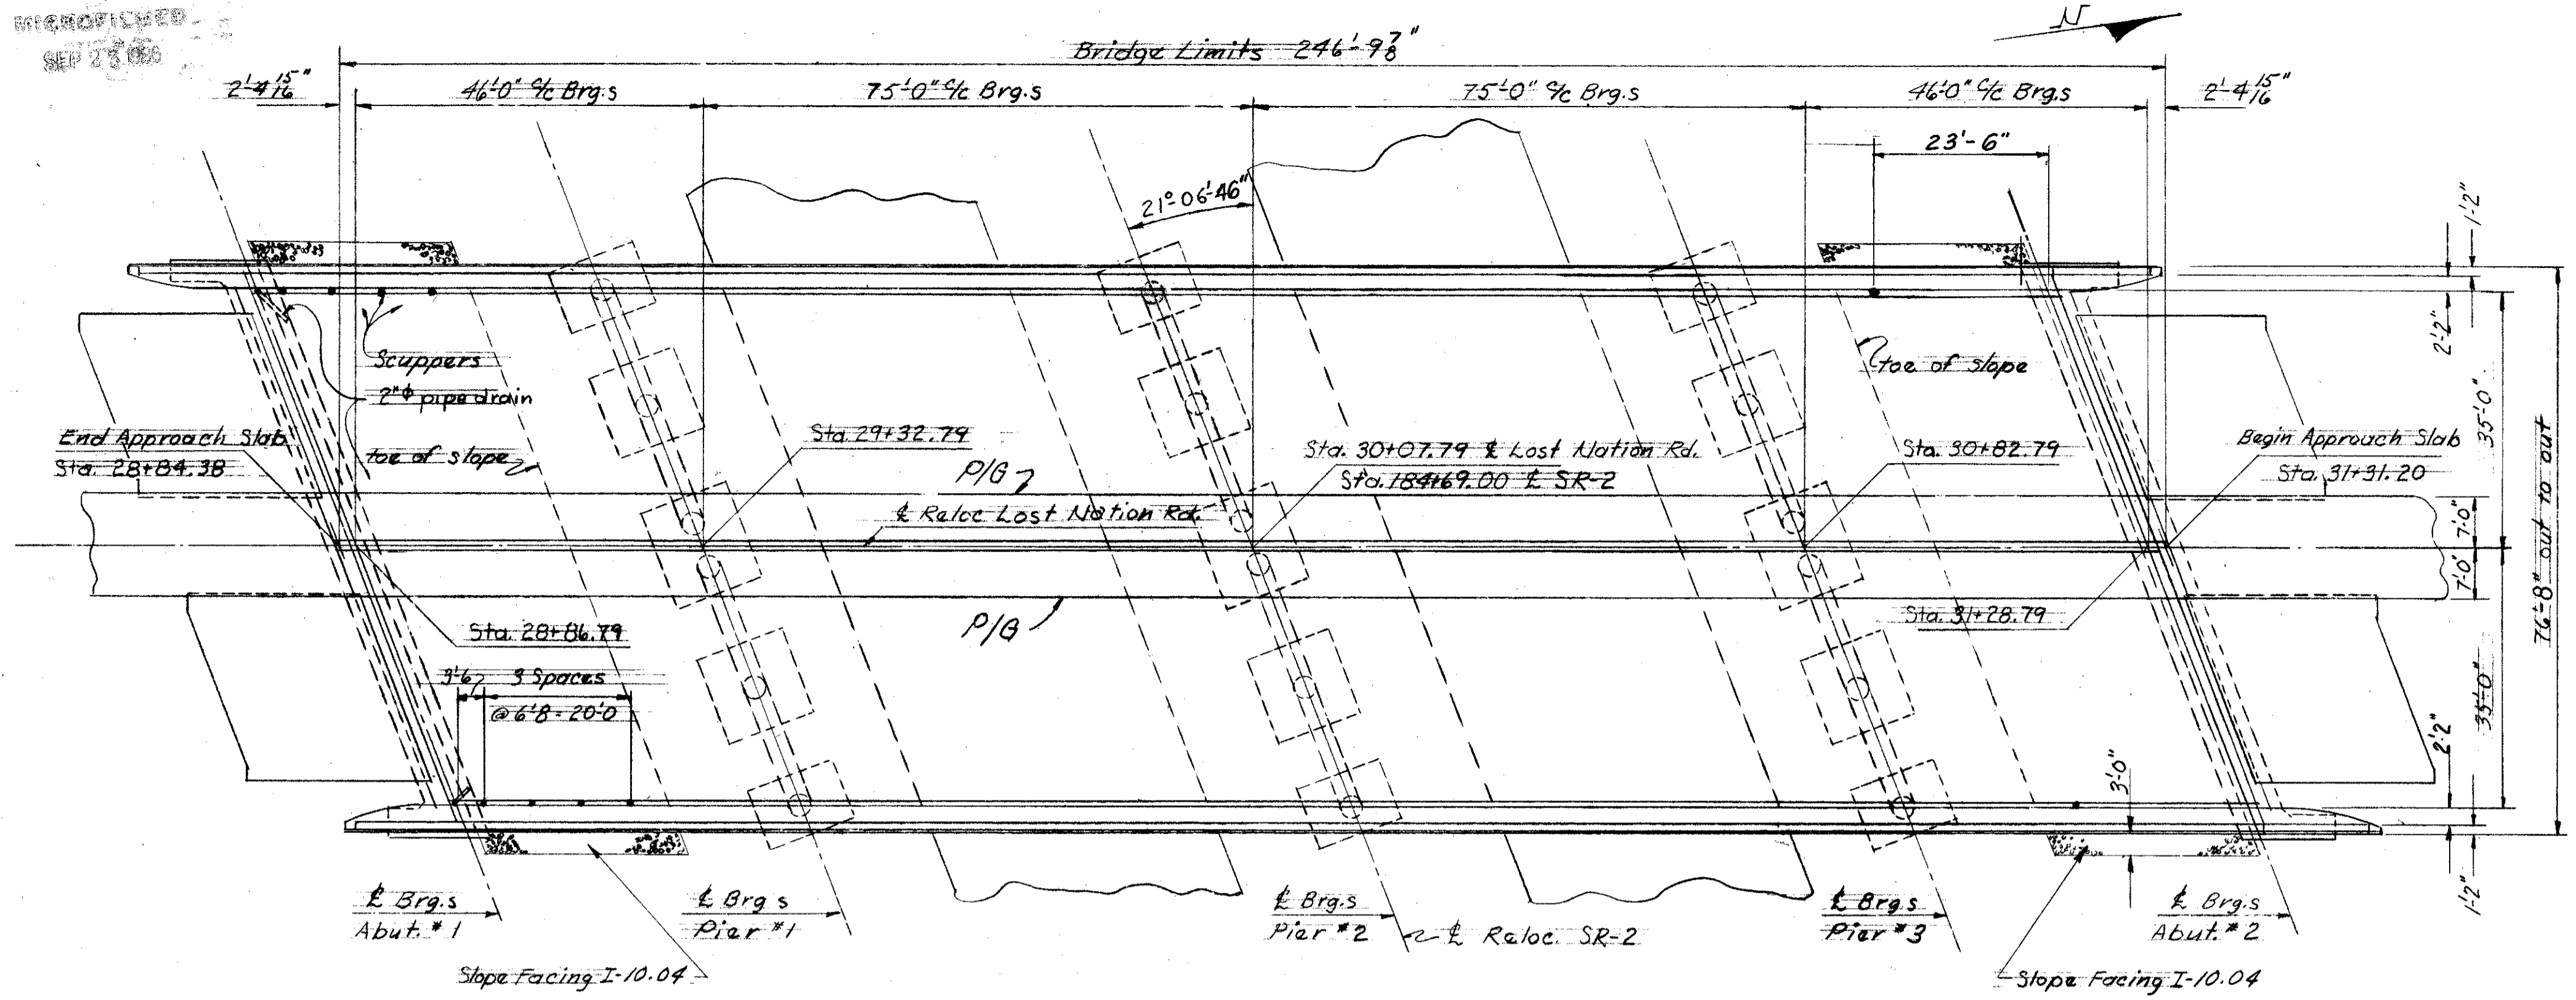 MICROFILMED
SEP 23
N
Bridge Limits 246'-9 7/8"
2'-4 15/16"
46'-0" c/c Brg.s
75'-0" c/c Brg.s
75'-0" c/c Brg.s
46'-0" c/c Brg.s
2'-4 15/16"
23'-6"
21°-06'-46"
1'-2"
2'-2"
35'-0"
76'-8" out to out
Scuppers
2"ϕ pipe drain
toe of slope
toe of slope
End Approach Slab
Sta. 28+84.38
Sta. 29+32.79
P/G
Sta. 30+07.79 ℄ Lost Nation Rd.
Sta. 184+69.00 ℄ SR-2
Sta. 30+82.79
Begin Approach Slab
Sta. 31+31.20
℄ Reloc Lost Nation Rd.
7'-0"
7'-0"
Sta. 28+86.79
P/G
Sta. 31+28.79
3'-6
3 Spaces
@ 6'-8 = 20'-0
35'-0"
2'-2"
3'-0"
1'-2"
℄ Brg.s
Abut. #1
℄ Brg s
Pier #1
℄ Brg.s
Pier #2
℄ Reloc. SR-2
℄ Brg.s
Pier #3
℄ Brg.s
Abut. #2
Slope Facing I-10.04
Slope Facing I-10.04